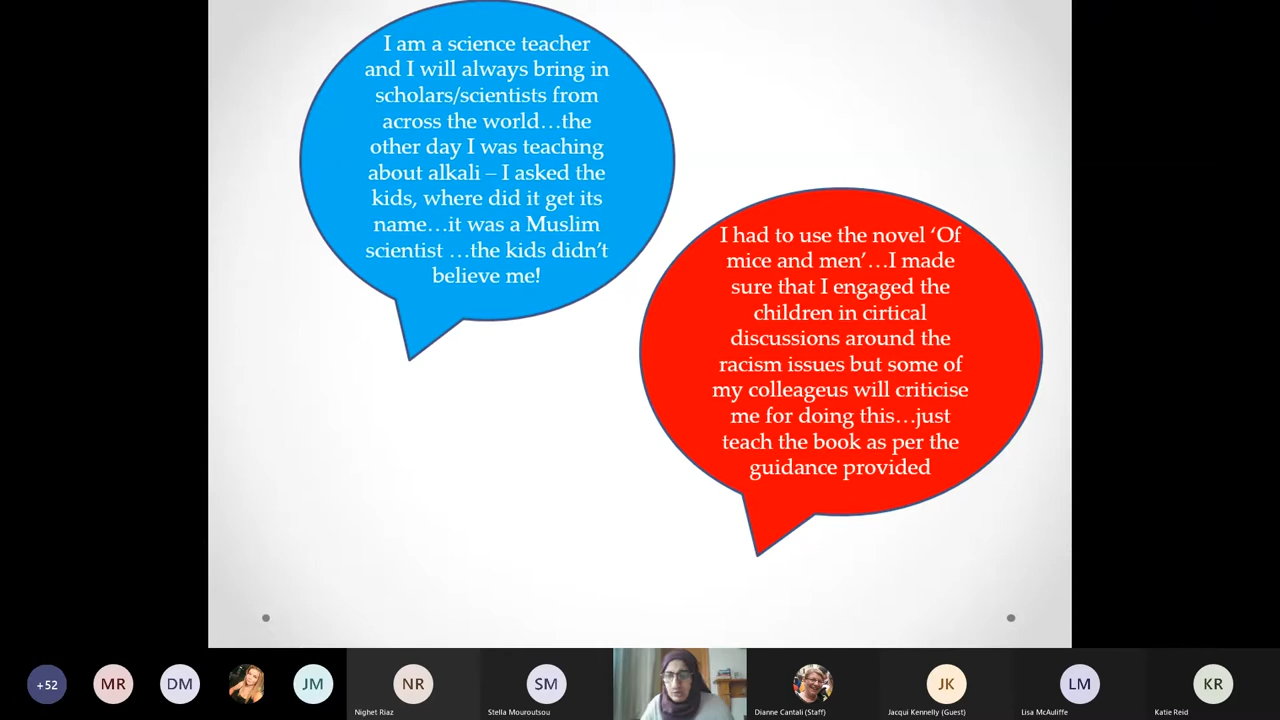 I am a science teacher
and I will always bring in
scholars/scientists from
across the world…the
other day I was teaching
about alkali – I asked the
kids, where did it get its
name…it was a Muslim
scientist …the kids didn't
believe me!
I had to use the novel 'Of
mice and men'…I made
sure that I engaged the
children in cirtical
discussions around the
racism issues but some of
my colleageus will criticise
me for doing this…just
teach the book as per the
guidance provided
+52
MR
DM
JM
NR
Nighet Riaz
SM
Stella Mouroutsou
Dianne Cantali (Staff)
JK
Jacqui Kennelly (Guest)
LM
Lisa McAuliffe
KR
Katie Reid